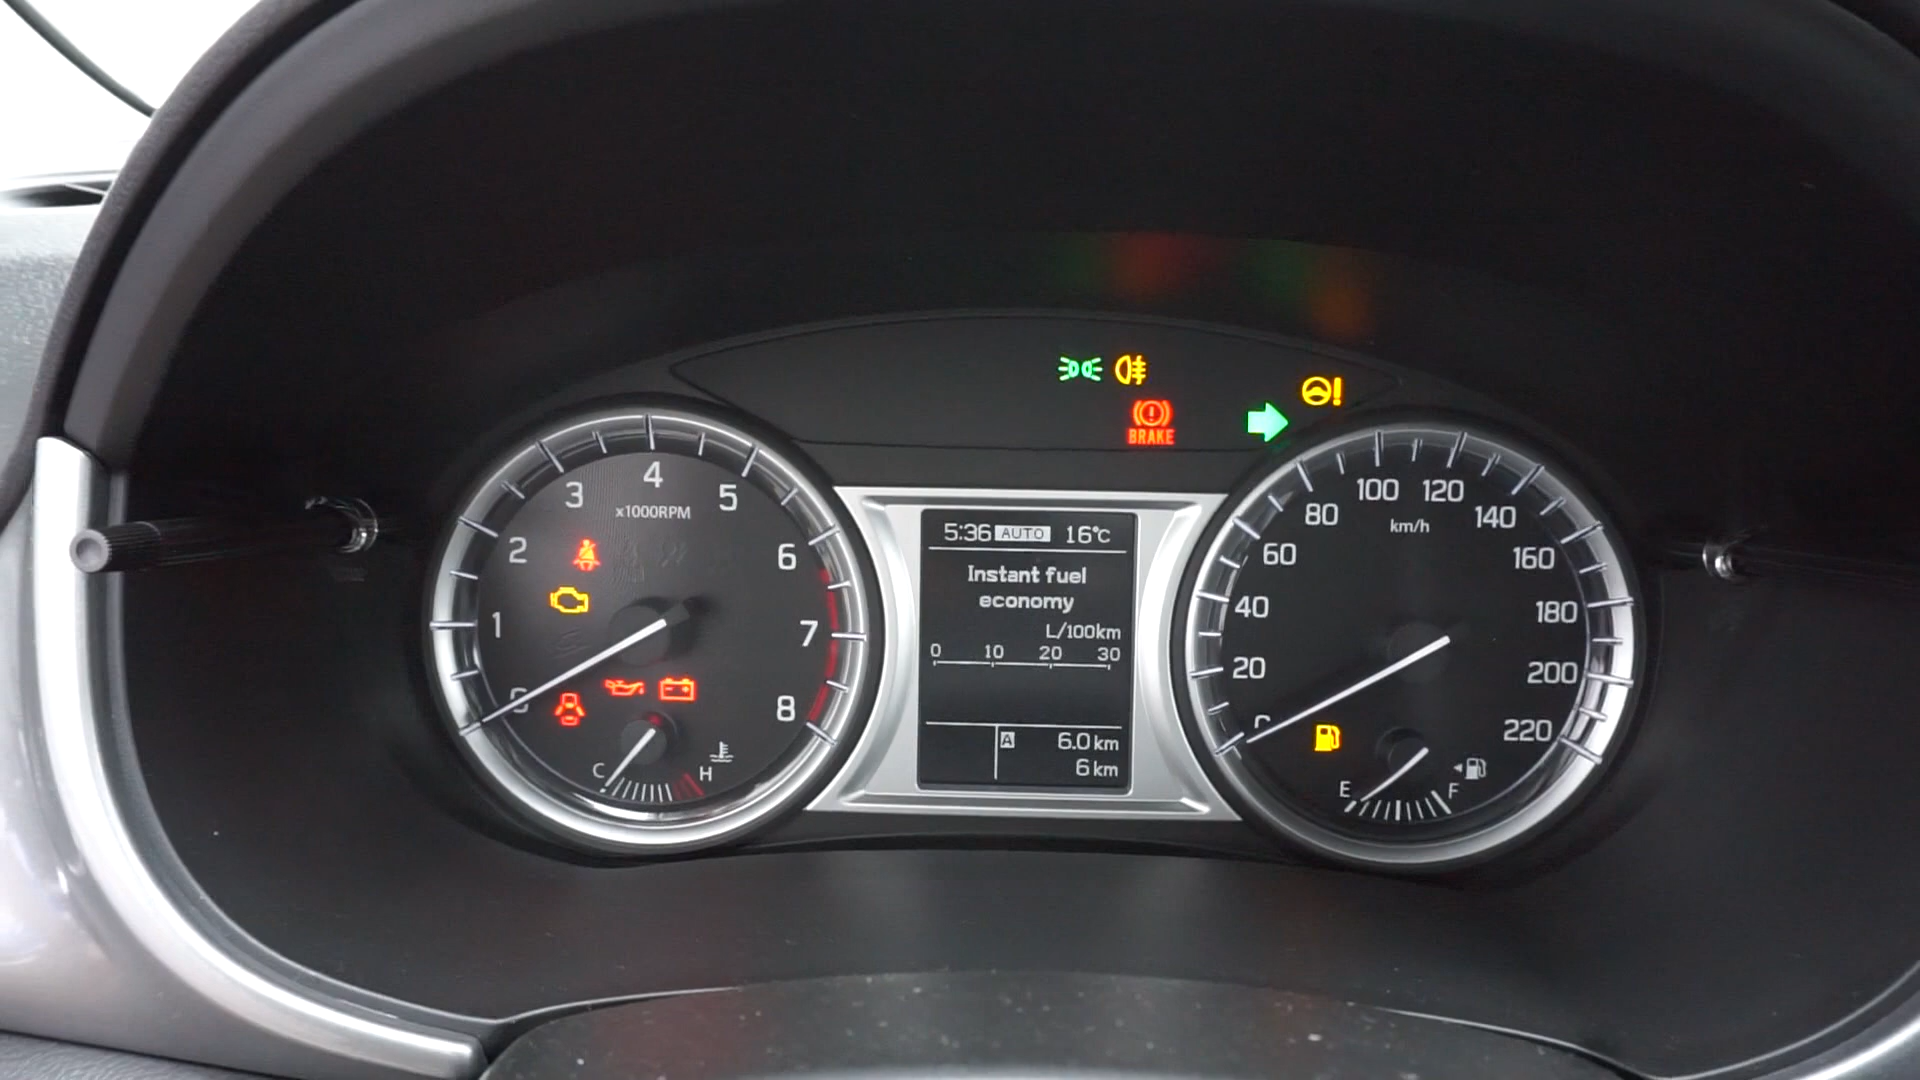 BRAKE
1
2
3
4
5
6
7
8
x1000RPM
C
H
5:36 AUTO 16°C
Instant fuel
economy
L/100km
0 10 20 30
A 6.0 km
6 km
20
40
60
80
100
120
140
160
180
200
220
km/h
E
F